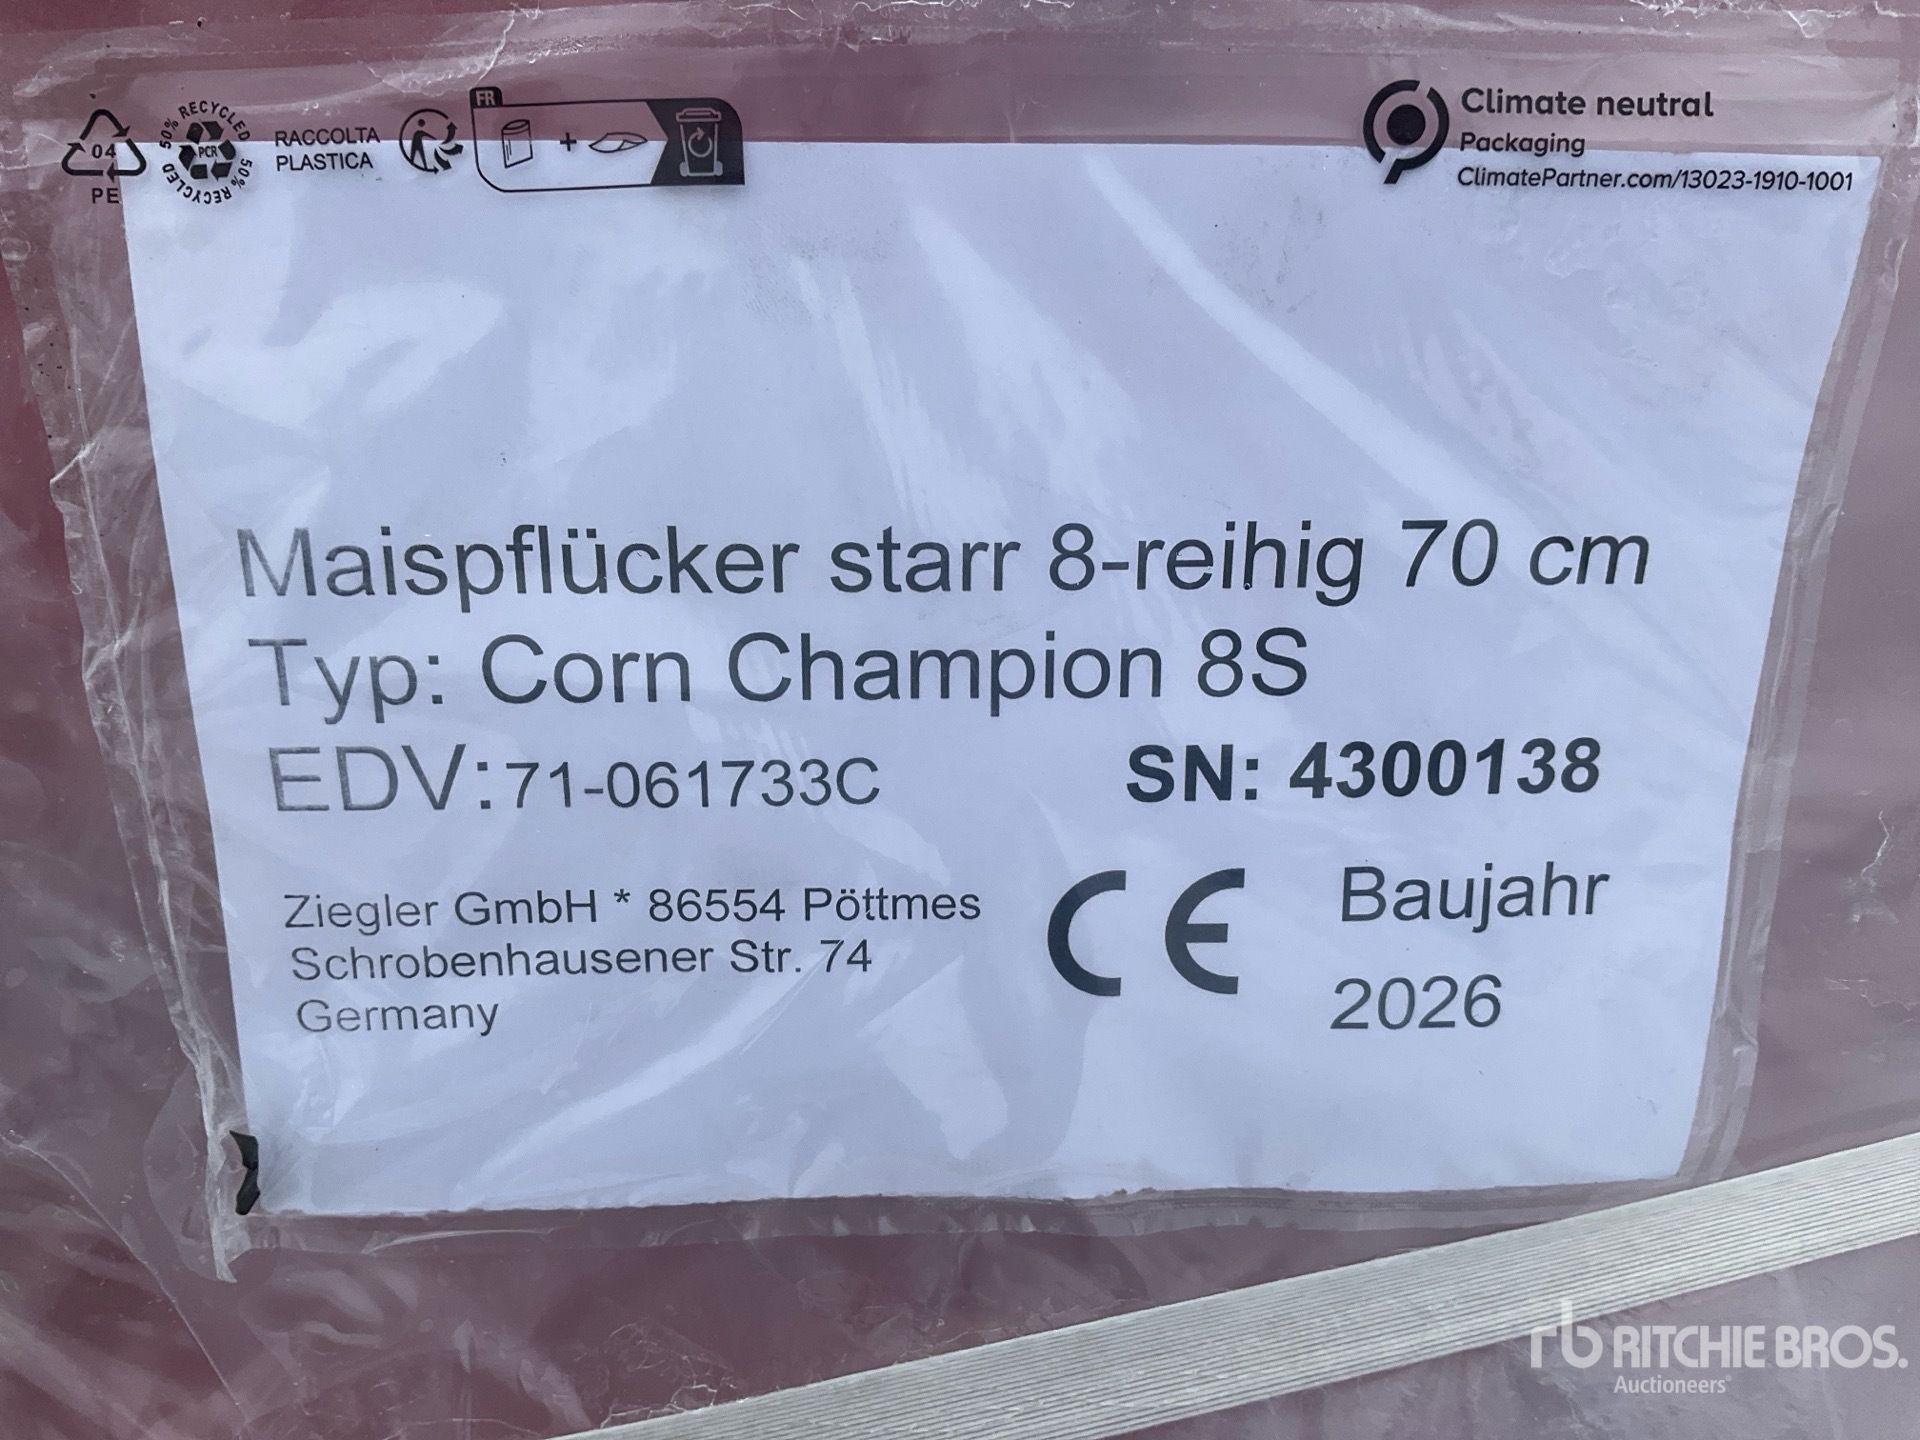 04
PE
50% RECYCLED 50% RECYCLED
PCR
RACCOLTA
PLASTICA
FR
+
Climate neutral
Packaging
ClimatePartner.com/13023-1910-1001
Maispflücker starr 8-reihig 70 cm
Typ: Corn Champion 8S
EDV: 71-061733C SN: 4300138
Ziegler GmbH * 86554 Pöttmes
Schrobenhausener Str. 74
Germany
CE
Baujahr
2026
rb RITCHIE BROS.
Auctioneers